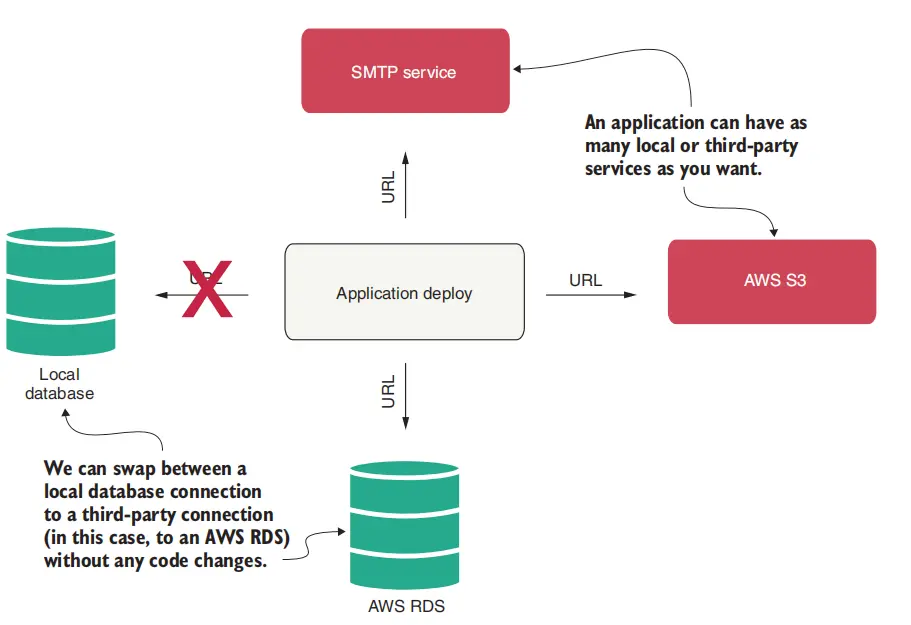 SMTP service
An application can have as
many local or third-party
services as you want.
URL
URL
X
Application deploy
URL
AWS S3
Local
database
URL
We can swap between a
local database connection
to a third-party connection
(in this case, to an AWS RDS)
without any code changes.
AWS RDS